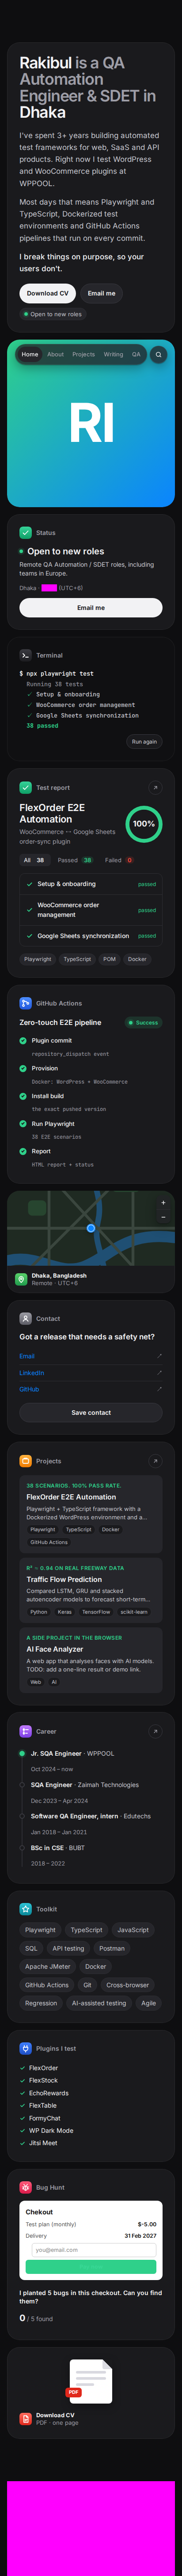 Rakibul is a QA
Automation
Engineer & SDET in
Dhaka
I've spent 3+ years building automated
test frameworks for web, SaaS and API
products. Right now I test WordPress
and WooCommerce plugins at
WPPOOL.
Most days that means Playwright and
TypeScript, Dockerized test
environments and GitHub Actions
pipelines that run on every commit.
I break things on purpose, so your
users don't.
Download CV
Email me
Open to new roles
Home
About
Projects
Writing
QA
RI
Status
Open to new roles
Remote QA Automation / SDET roles, including
teams in Europe.
Dhaka ·
(UTC+6)
Email me
Terminal
$ npx playwright test
Running 38 tests
✓ Setup & onboarding
✓ WooCommerce order management
✓ Google Sheets synchronization
38 passed
Run again
Test report
FlexOrder E2E
Automation
WooCommerce ↔ Google Sheets
order-sync plugin
100%
All 38
Passed 38
Failed 0
Setup & onboarding passed
WooCommerce order
management
passed
Google Sheets synchronization passed
Playwright
TypeScript
POM
Docker
GitHub Actions
Zero-touch E2E pipeline
Success
Plugin commit
repository_dispatch event
Provision
Docker: WordPress + WooCommerce
Install build
the exact pushed version
Run Playwright
38 E2E scenarios
Report
HTML report + status
+
−
Dhaka, Bangladesh
Remote · UTC+6
Contact
Got a release that needs a safety net?
Email
LinkedIn
GitHub
Save contact
Projects
38 SCENARIOS. 100% PASS RATE.
FlexOrder E2E Automation
Playwright + TypeScript framework with a
Dockerized WordPress environment and a...
Playwright
TypeScript
Docker
GitHub Actions
R² = 0.94 ON REAL FREEWAY DATA
Traffic Flow Prediction
Compared LSTM, GRU and stacked
autoencoder models to forecast short-term...
Python
Keras
TensorFlow
scikit-learn
A SIDE PROJECT IN THE BROWSER
AI Face Analyzer
A web app that analyses faces with AI models.
TODO: add a one-line result or demo link.
Web
AI
Career
Jr. SQA Engineer · WPPOOL
Oct 2024 – now
SQA Engineer · Zaimah Technologies
Dec 2023 – Apr 2024
Software QA Engineer, intern · Edutechs
Jan 2018 – Jan 2021
BSc in CSE · BUBT
2018 – 2022
Toolkit
Playwright
TypeScript
JavaScript
SQL
API testing
Postman
Apache JMeter
Docker
GitHub Actions
Git
Cross-browser
Regression
AI-assisted testing
Agile
Plugins I test
FlexOrder
FlexStock
EchoRewards
FlexTable
FormyChat
WP Dark Mode
Jitsi Meet
Bug Hunt
Chekout
Test plan (monthly) $-5.00
Delivery 31 Feb 2027
you@email.com
I planted 5 bugs in this checkout. Can you find
them?
0 / 5 found
PDF
Download CV
PDF · one page